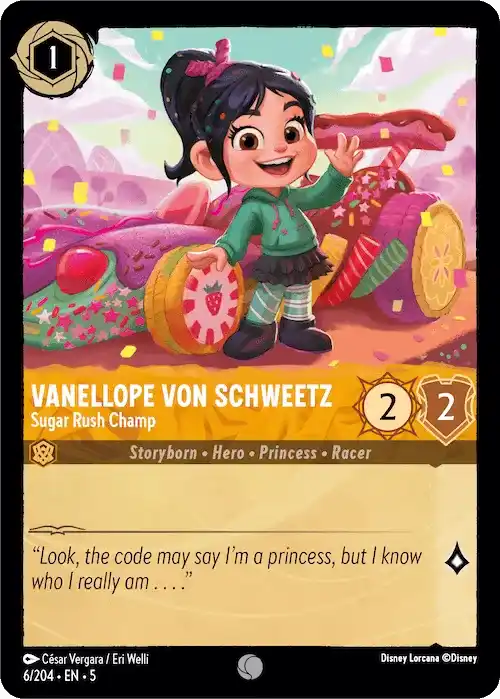 1
VANELLOPE VON SCHWEETZ
Sugar Rush Champ
2
2
Storyborn • Hero • Princess • Racer
“Look, the code may say I’m a princess, but I know
who I really am . . . .”
César Vergara / Eri Welli
Disney Lorcana ©Disney
6/204 • EN • 5